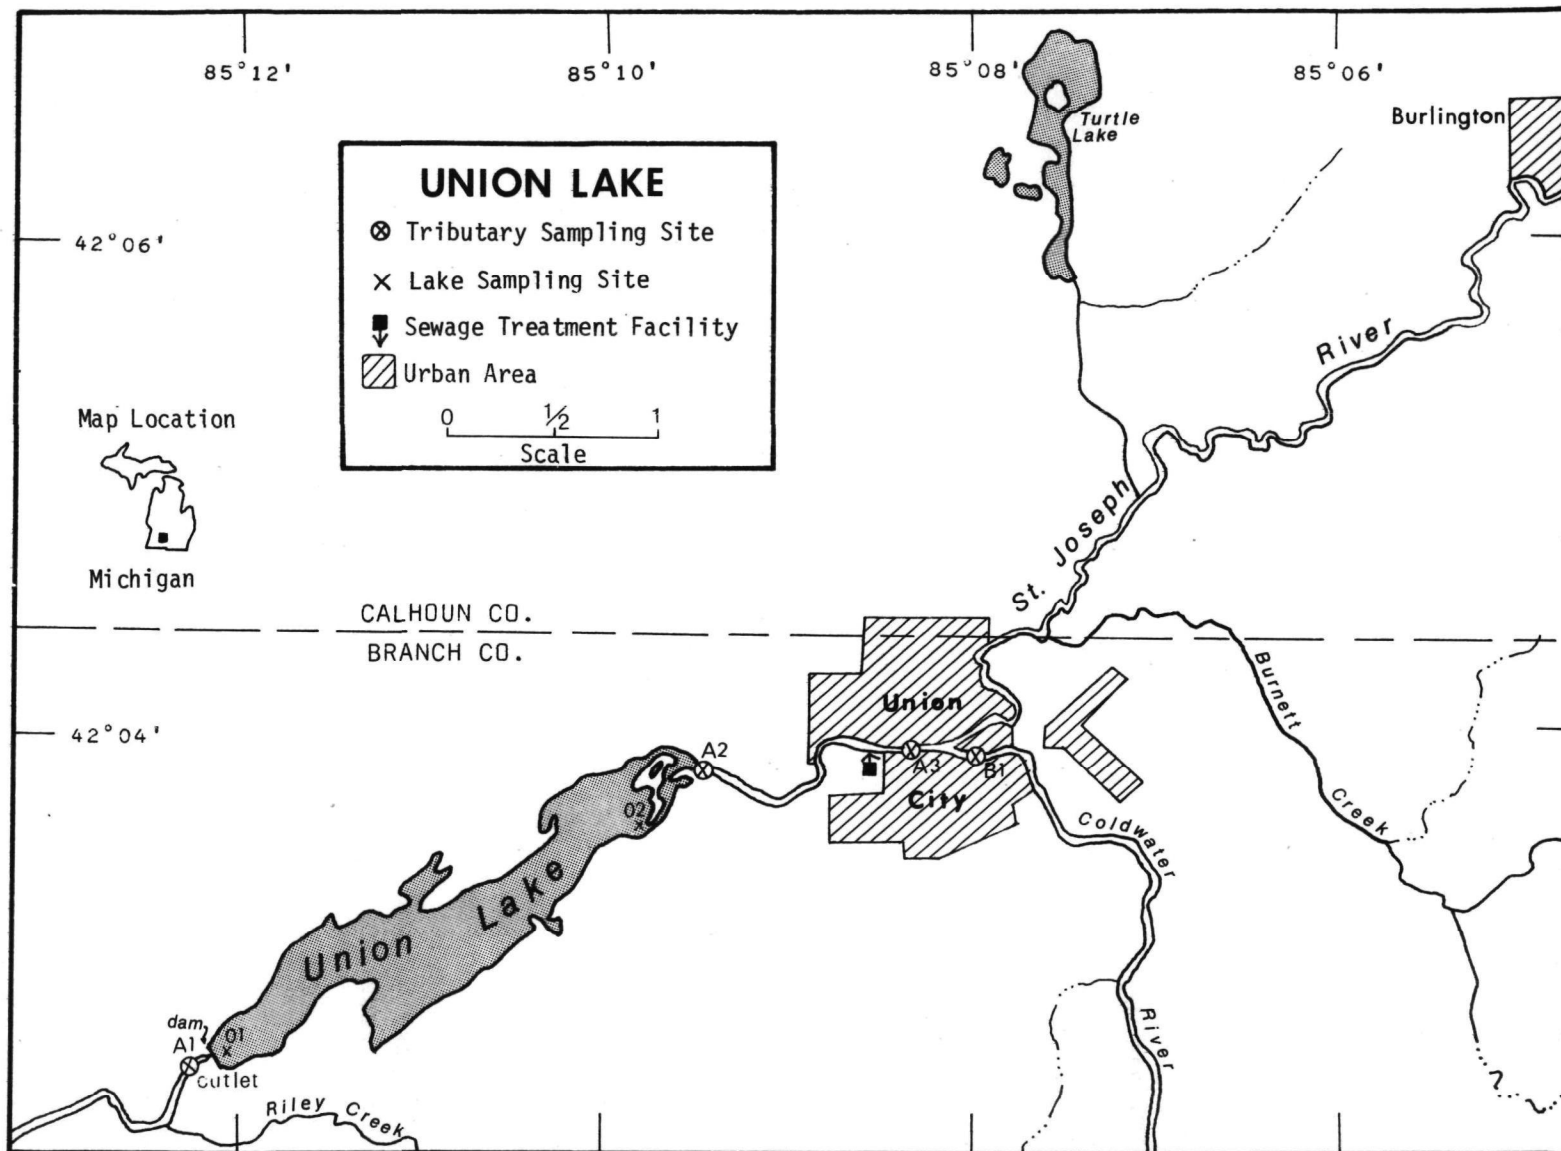 85°12'
85°10'
85°08'
85°06'
Turtle
Lake
Burlington
UNION LAKE
Tributary Sampling Site
Lake Sampling Site
Sewage Treatment Facility
Urban Area
0 ½ 1
Scale
42°06'
River
Map Location
Michigan
St. Joseph
CALHOUN CO.
BRANCH CO.
42°04'
Union
City
A2
A3
B1
Burnett
Creek
Coldwater
River
02
Union Lake
dam
01
A1
Outlet
Riley Creek